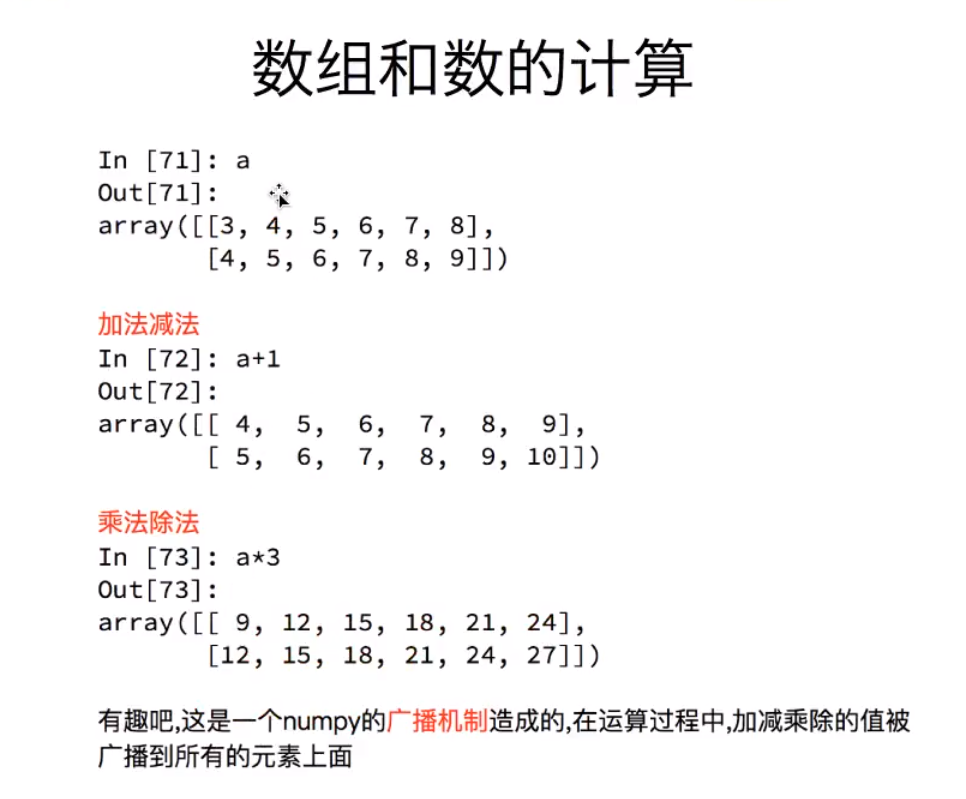 数组和数的计算
In [71]: a
Out[71]:
array([[3, 4, 5, 6, 7, 8],
       [4, 5, 6, 7, 8, 9]])
加法减法
In [72]: a+1
Out[72]:
array([[ 4,  5,  6,  7,  8,  9],
       [ 5,  6,  7,  8,  9, 10]])
乘法除法
In [73]: a*3
Out[73]:
array([[ 9, 12, 15, 18, 21, 24],
       [12, 15, 18, 21, 24, 27]])
有趣吧,这是一个numpy的广播机制造成的,在运算过程中,加减乘除的值被
广播到所有的元素上面